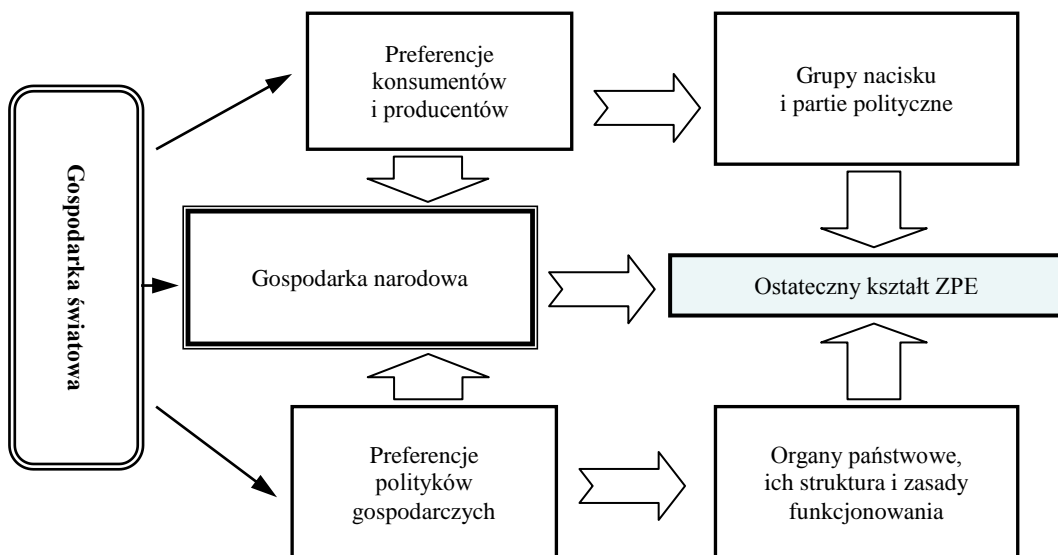 Gospodarka światowa
Preferencje
konsumentów
i producentów
Grupy nacisku
i partie polityczne
Gospodarka narodowa
Ostateczny kształt ZPE
Preferencje
polityków
gospodarczych
Organy państwowe,
ich struktura i zasady
funkcjonowania